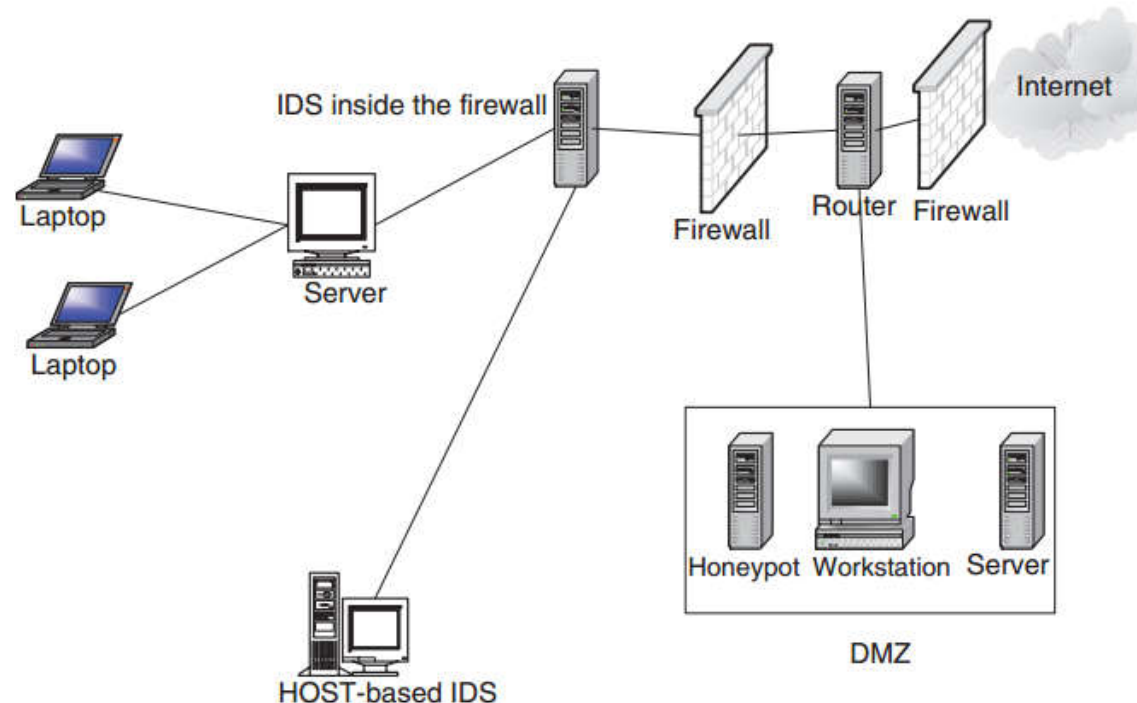 Internet
IDS inside the firewall
Laptop
Router
Firewall
Firewall
Server
Laptop
Honeypot
Workstation
Server
DMZ
HOST-based IDS